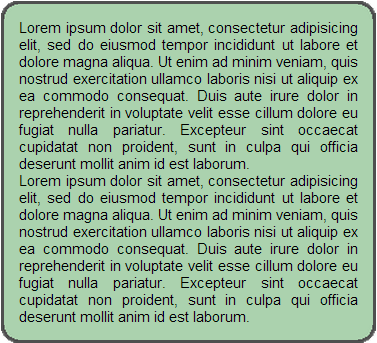 Lorem ipsum dolor sit amet, consectetur adipisicing
elit, sed do eiusmod tempor incididunt ut labore et
dolore magna aliqua. Ut enim ad minim veniam, quis
nostrud exercitation ullamco laboris nisi ut aliquip ex
ea commodo consequat. Duis aute irure dolor in
reprehenderit in voluptate velit esse cillum dolore eu
fugiat nulla pariatur. Excepteur sint occaecat
cupidatat non proident, sunt in culpa qui officia
deserunt mollit anim id est laborum.
Lorem ipsum dolor sit amet, consectetur adipisicing
elit, sed do eiusmod tempor incididunt ut labore et
dolore magna aliqua. Ut enim ad minim veniam, quis
nostrud exercitation ullamco laboris nisi ut aliquip ex
ea commodo consequat. Duis aute irure dolor in
reprehenderit in voluptate velit esse cillum dolore eu
fugiat nulla pariatur. Excepteur sint occaecat
cupidatat non proident, sunt in culpa qui officia
deserunt mollit anim id est laborum.